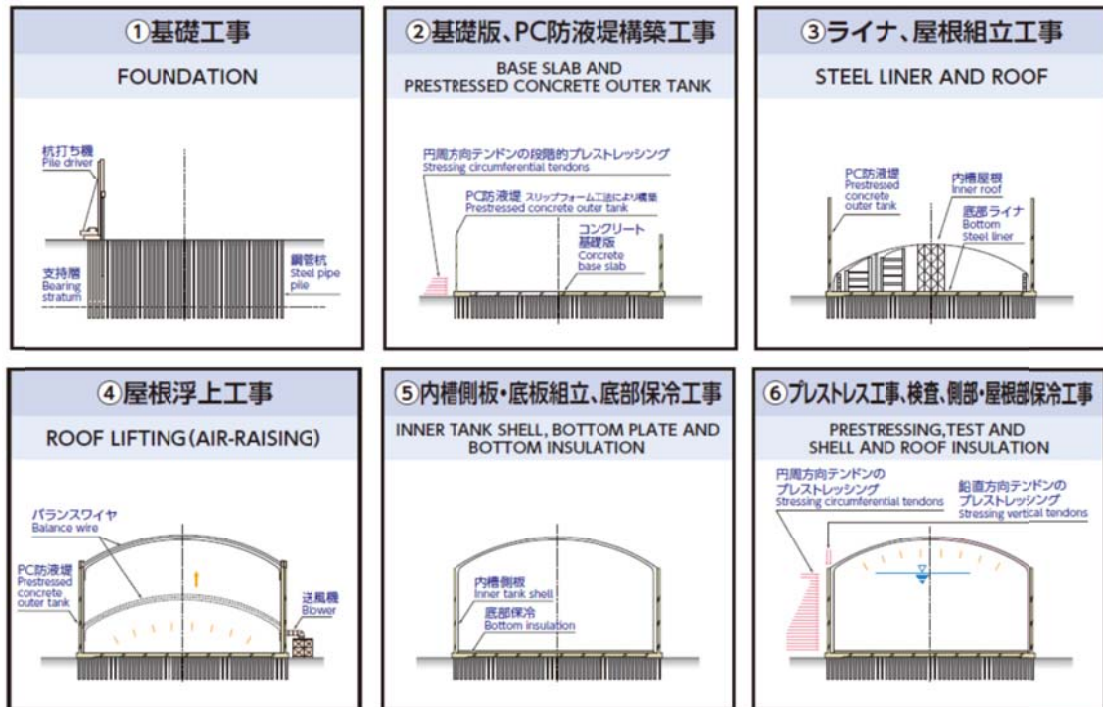 ①基礎工事
FOUNDATION
杭打ち機
Pile driver
支持層
Bearing
stratum
鋼管杭
Steel pipe
pile
②基礎版、PC防液堤構築工事
BASE SLAB AND
PRESTRESSED CONCRETE OUTER TANK
円周方向テンドンの段階的プレストレッシング
Stressing circumferential tendons
PC防液堤 スリップフォーム工法により構築
Prestressed concrete outer tank
コンクリート
基礎版
Concrete
base slab
③ライナ、屋根組立工事
STEEL LINER AND ROOF
PC防液堤
Prestressed
concrete
outer tank
内槽屋根
Inner roof
底部ライナ
Bottom
Steel liner
④屋根浮上工事
ROOF LIFTING(AIR-RAISING)
バランスワイヤ
Balance wire
PC防液堤
Prestressed
concrete
outer tank
送風機
Blower
⑤内槽側板・底板組立、底部保冷工事
INNER TANK SHELL, BOTTOM PLATE AND
BOTTOM INSULATION
内槽側板
Inner tank shell
底部保冷
Bottom insulation
⑥プレストレス工事、検査、側部・屋根部保冷工事
PRESTRESSING,TEST AND
SHELL AND ROOF INSULATION
円周方向テンドンの
プレストレッシング
Stressing circumferential tendons
鉛直方向テンドンの
プレストレッシング
Stressing vertical tendons